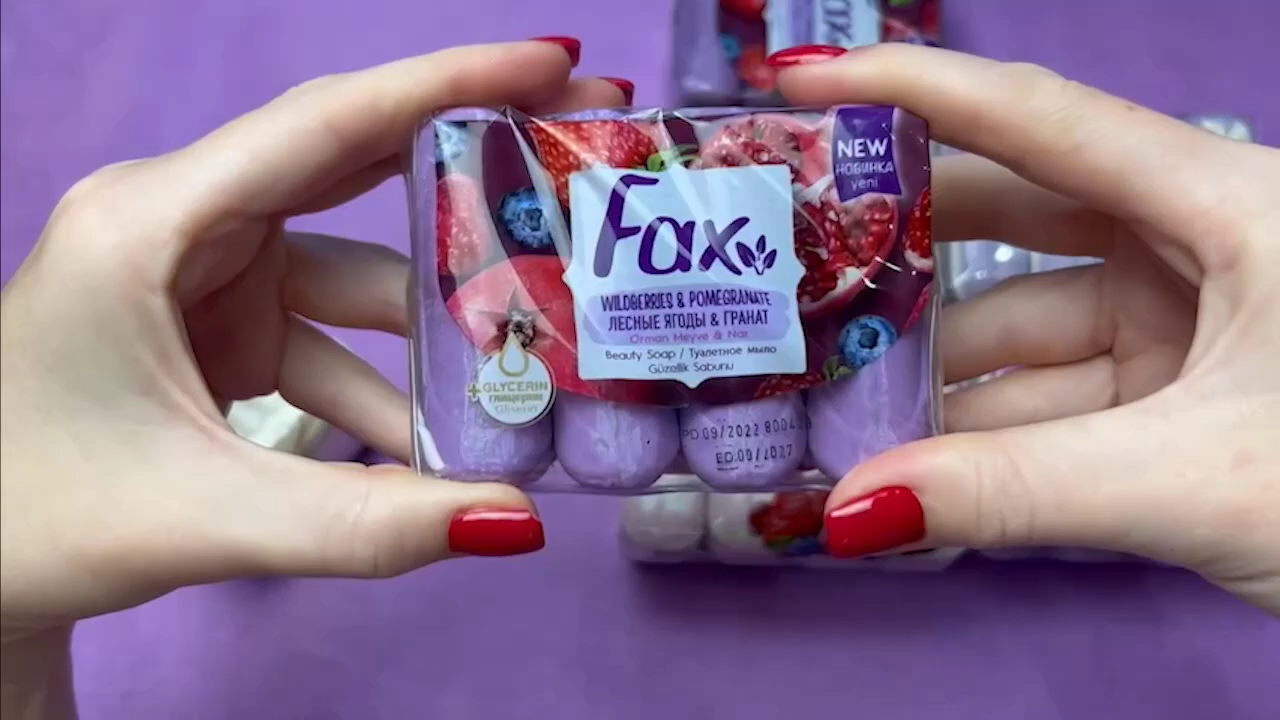 NEW
НОВИНКА
yeni
Fax
WILDBERRIES & POMEGRANATE
ЛЕСНЫЕ ЯГОДЫ & ГРАНАТ
Orman Meyve & Nar
Beauty Soap / Туалетное мыло
Güzellik Sabunu
+GLYCERIN
глицерин
Gliserin
PD.09/2022
ED.09/2027